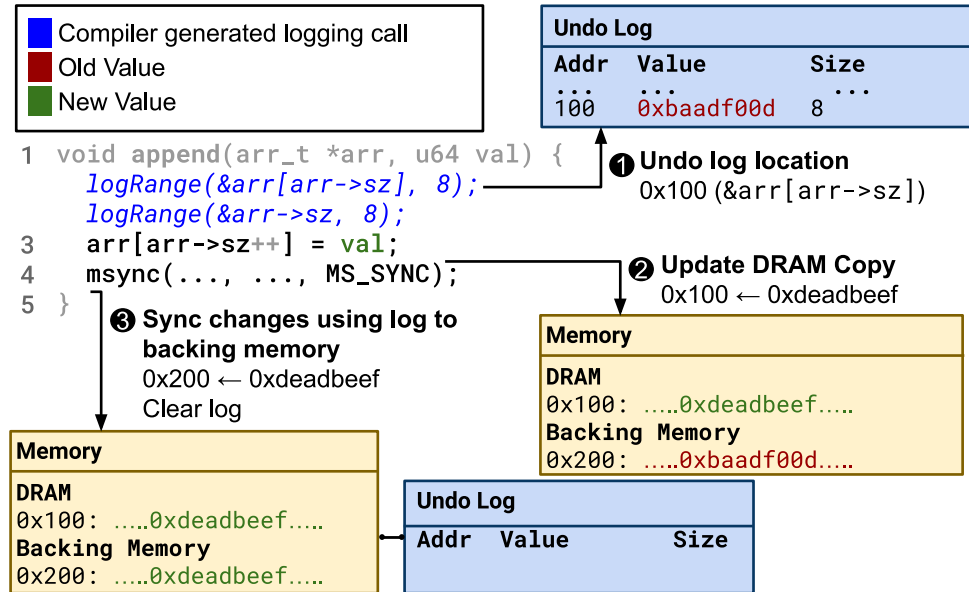 Compiler generated logging call
Old Value
New Value
Undo Log
Addr Value Size
... ... ...
100 0xbaadf00d 8
1 void append(arr_t *arr, u64 val) {
logRange(&arr[arr->sz], 8);
logRange(&arr->sz, 8);
3 arr[arr->sz++] = val;
4 msync(..., ..., MS_SYNC);
5 }
❶ Undo log location
0x100 (&arr[arr->sz])
❷ Update DRAM Copy
0x100 ← 0xdeadbeef
❸ Sync changes using log to
backing memory
0x200 ← 0xdeadbeef
Clear log
Memory
DRAM
0x100: .....0xdeadbeef.....
Backing Memory
0x200: .....0xbaadf00d.....
Memory
DRAM
0x100: .....0xdeadbeef.....
Backing Memory
0x200: .....0xdeadbeef.....
Undo Log
Addr Value Size